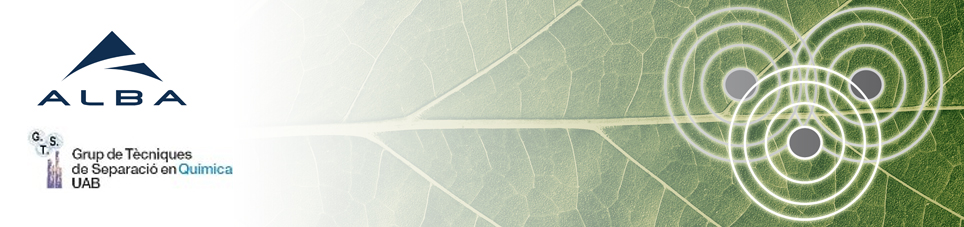 ALBA
G.
T.
S.
Grup de Tècniques
de Separació en Química
UAB